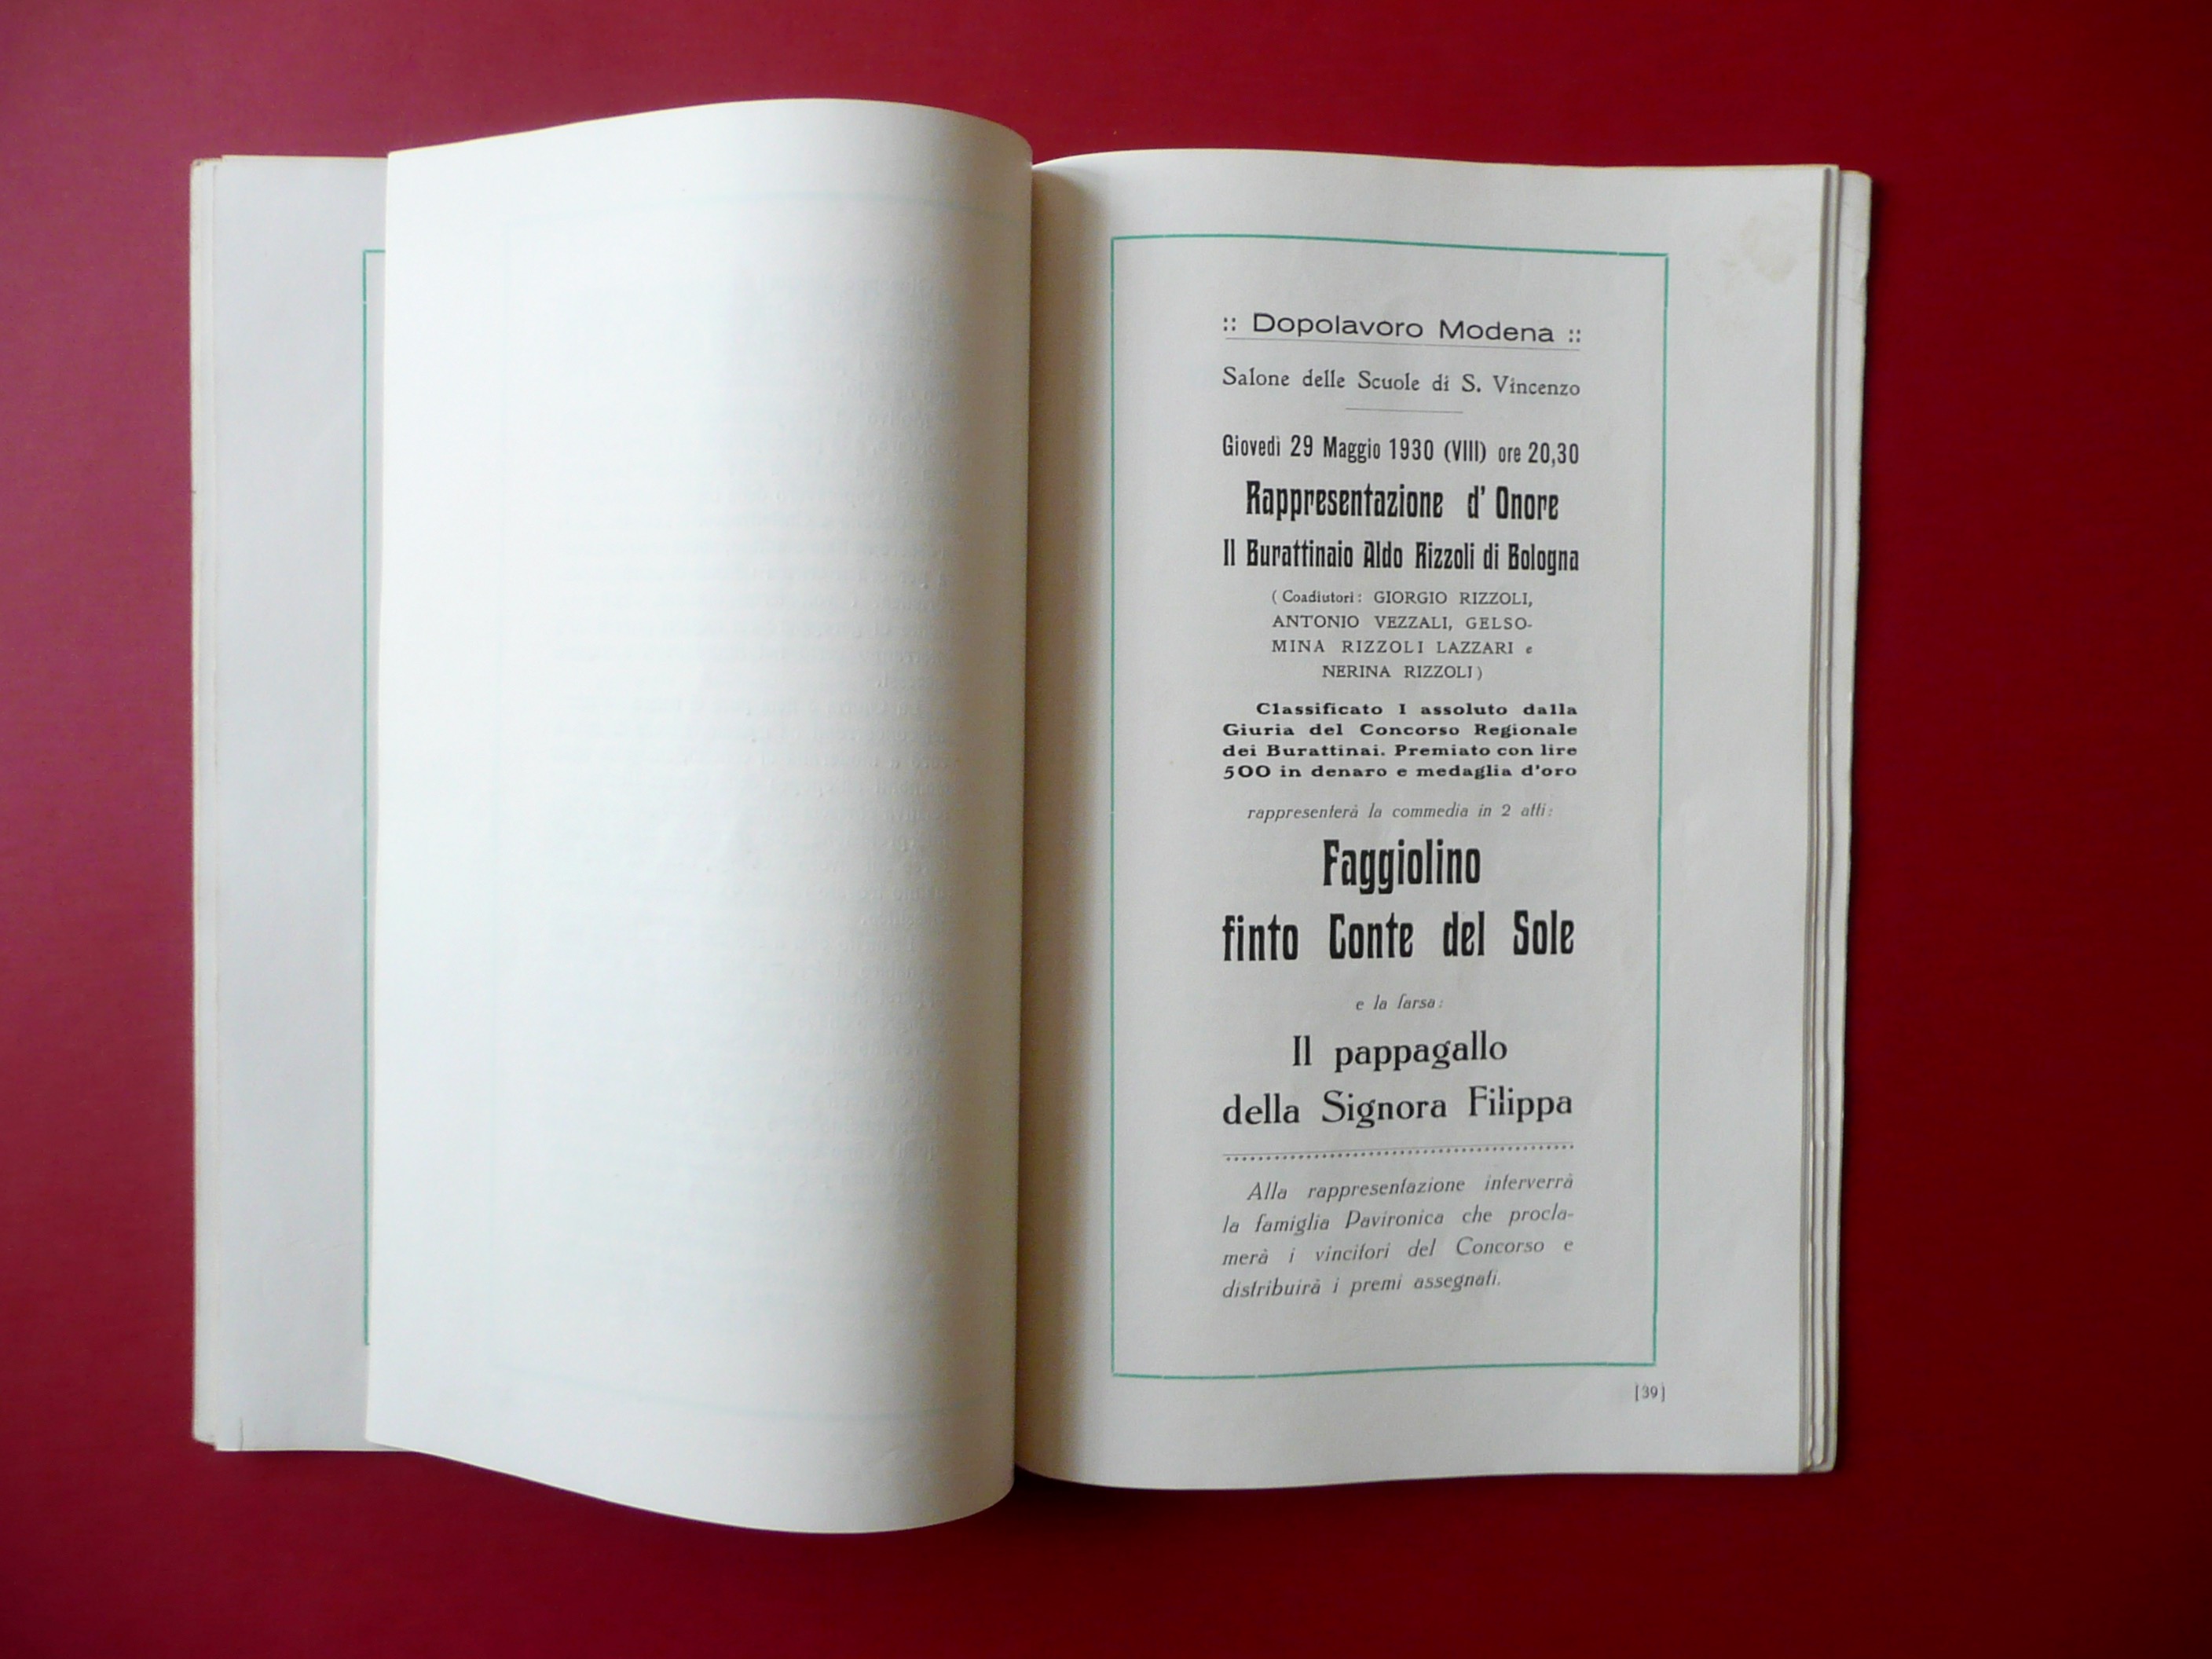 :: Dopolavoro Modena ::
Salone delle Scuole di S. Vincenzo
Giovedì 29 Maggio 1930 (VIII) ore 20,30
Rappresentazione d' Onore
Il Burattinaio Aldo Rizzoli di Bologna
( Coadiutori: GIORGIO RIZZOLI,
ANTONIO VEZZALI, GELSO-
MINA RIZZOLI LAZZARI e
NERINA RIZZOLI )
Classificato I assoluto dalla
Giuria del Concorso Regionale
dei Burattinai. Premiato con lire
500 in denaro e medaglia d'oro
rappresenterà la commedia in 2 atti:
Faggiolino
finto Conte del Sole
e la farsa:
Il pappagallo
della Signora Filippa
Alla rappresentazione interverrà
la famiglia Pavironica che procla-
merà i vincitori del Concorso e
distribuirà i premi assegnati.
[39]